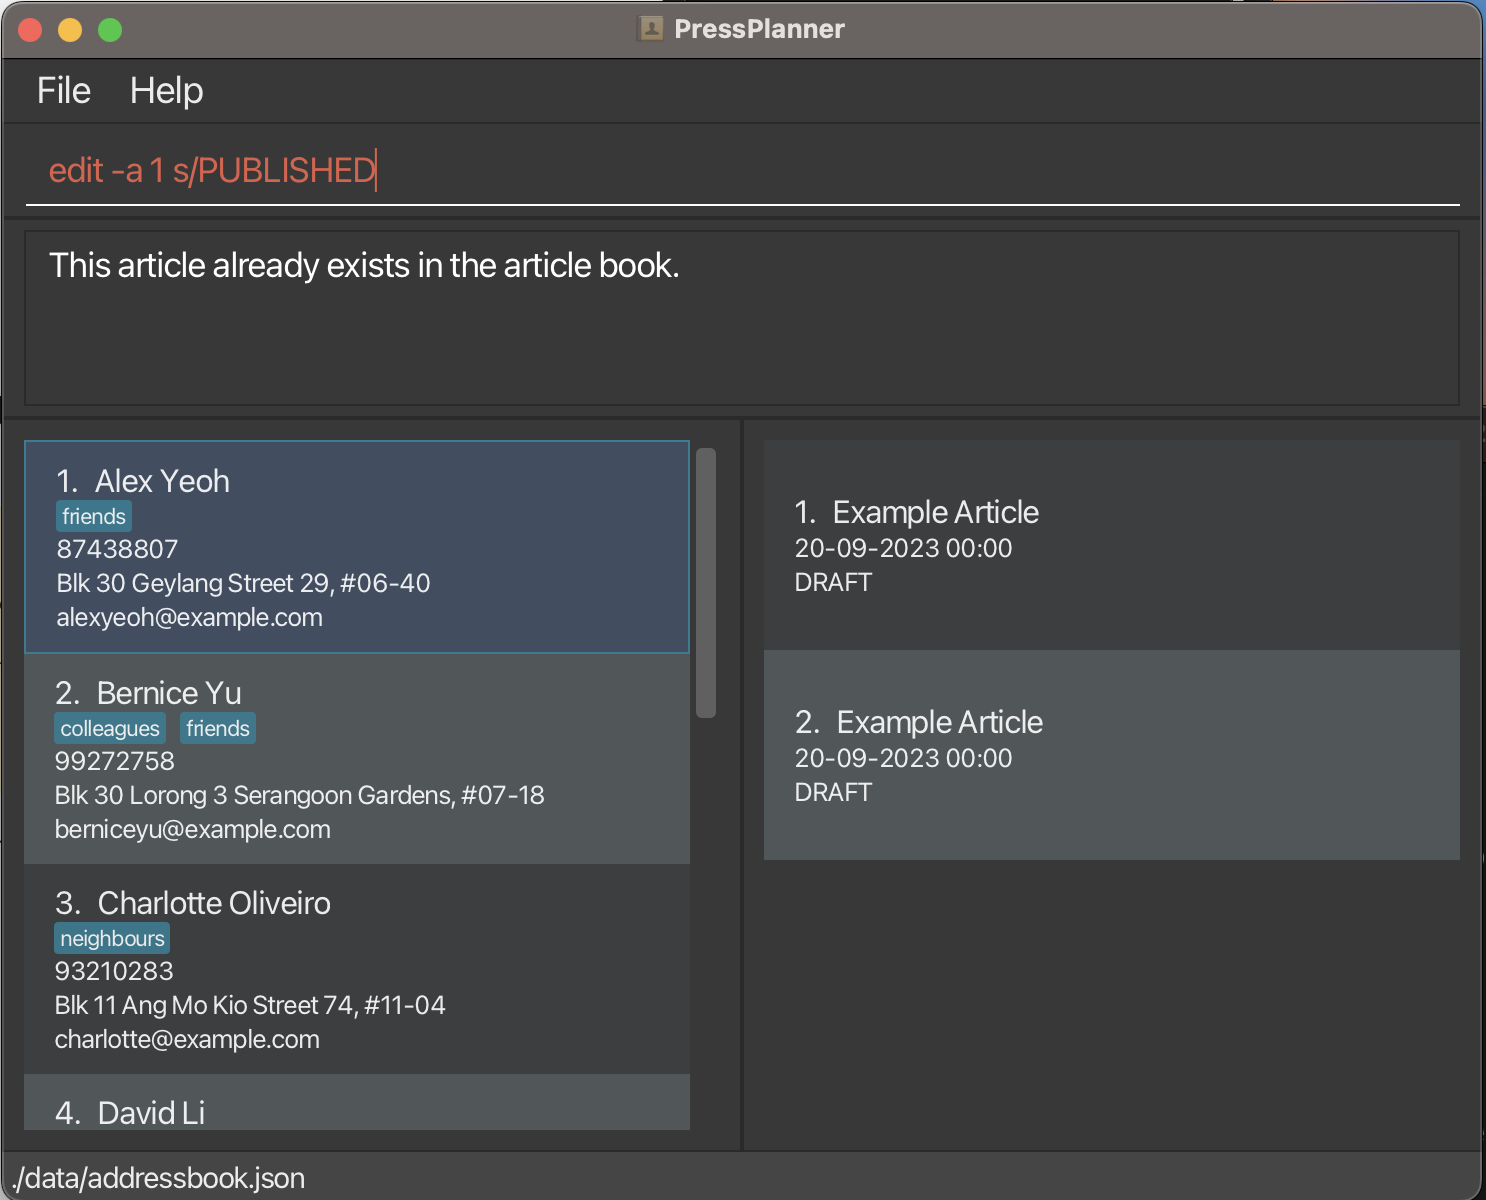 PressPlanner
File Help
edit -a 1 s/PUBLISHED
This article already exists in the article book.
1. Alex Yeoh
friends
87438807
Blk 30 Geylang Street 29, #06-40
alexyeoh@example.com
2. Bernice Yu
colleagues friends
99272758
Blk 30 Lorong 3 Serangoon Gardens, #07-18
berniceyu@example.com
3. Charlotte Oliveiro
neighbours
93210283
Blk 11 Ang Mo Kio Street 74, #11-04
charlotte@example.com
4. David Li
1. Example Article
20-09-2023 00:00
DRAFT
2. Example Article
20-09-2023 00:00
DRAFT
./data/addressbook.json